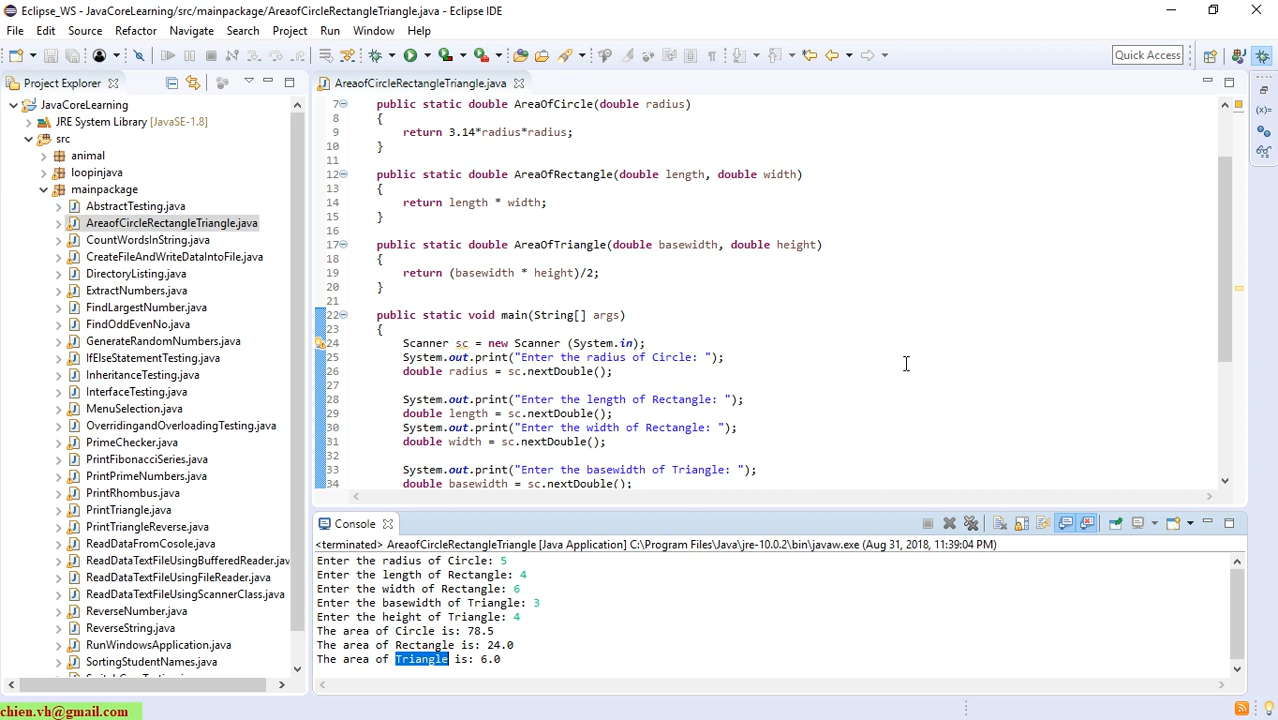 Eclipse_WS - JavaCoreLearning/src/mainpackage/AreaofCircleRectangleTriangle.java - Eclipse IDE
File Edit Source Refactor Navigate Search Project Run Window Help
Quick Access
Project Explorer
JavaCoreLearning
JRE System Library [JavaSE-1.8]
src
animal
loopinjava
mainpackage
AbstractTesting.java
AreaofCircleRectangleTriangle.java
CountWordsInString.java
CreateFileAndWriteDataIntoFile.java
DirectoryListing.java
ExtractNumbers.java
FindLargestNumber.java
FindOddEvenNo.java
GenerateRandomNumbers.java
IfElseStatementTesting.java
InheritanceTesting.java
InterfaceTesting.java
MenuSelection.java
OverridingandOverloadingTesting.java
PrimeChecker.java
PrintFibonacciSeries.java
PrintPrimeNumbers.java
PrintRhombus.java
PrintTriangle.java
PrintTriangleReverse.java
ReadDataFromCosole.java
ReadDataTextFileUsingBufferedReader.jav
ReadDataTextFileUsingFileReader.java
ReadDataTextFileUsingScannerClass.java
ReverseNumber.java
ReverseString.java
RunWindowsApplication.java
SortingStudentNames.java
AreaofCircleRectangleTriangle.java
7 public static double AreaOfCircle(double radius)
8 {
9 return 3.14*radius*radius;
10 }
11
12 public static double AreaOfRectangle(double length, double width)
13 {
14 return length * width;
15 }
16
17 public static double AreaOfTriangle(double basewidth, double height)
18 {
19 return (basewidth * height)/2;
20 }
21
22 public static void main(String[] args)
23 {
24 Scanner sc = new Scanner (System.in);
25 System.out.print("Enter the radius of Circle: ");
26 double radius = sc.nextDouble();
27
28 System.out.print("Enter the length of Rectangle: ");
29 double length = sc.nextDouble();
30 System.out.print("Enter the width of Rectangle: ");
31 double width = sc.nextDouble();
32
33 System.out.print("Enter the basewidth of Triangle: ");
34 double basewidth = sc.nextDouble();
Console
<terminated> AreaofCircleRectangleTriangle [Java Application] C:\Program Files\Java\jre-10.0.2\bin\javaw.exe (Aug 31, 2018, 11:39:04 PM)
Enter the radius of Circle: 5
Enter the length of Rectangle: 4
Enter the width of Rectangle: 6
Enter the basewidth of Triangle: 3
Enter the height of Triangle: 4
The area of Circle is: 78.5
The area of Rectangle is: 24.0
The area of Triangle is: 6.0
chien.vh@gmail.com